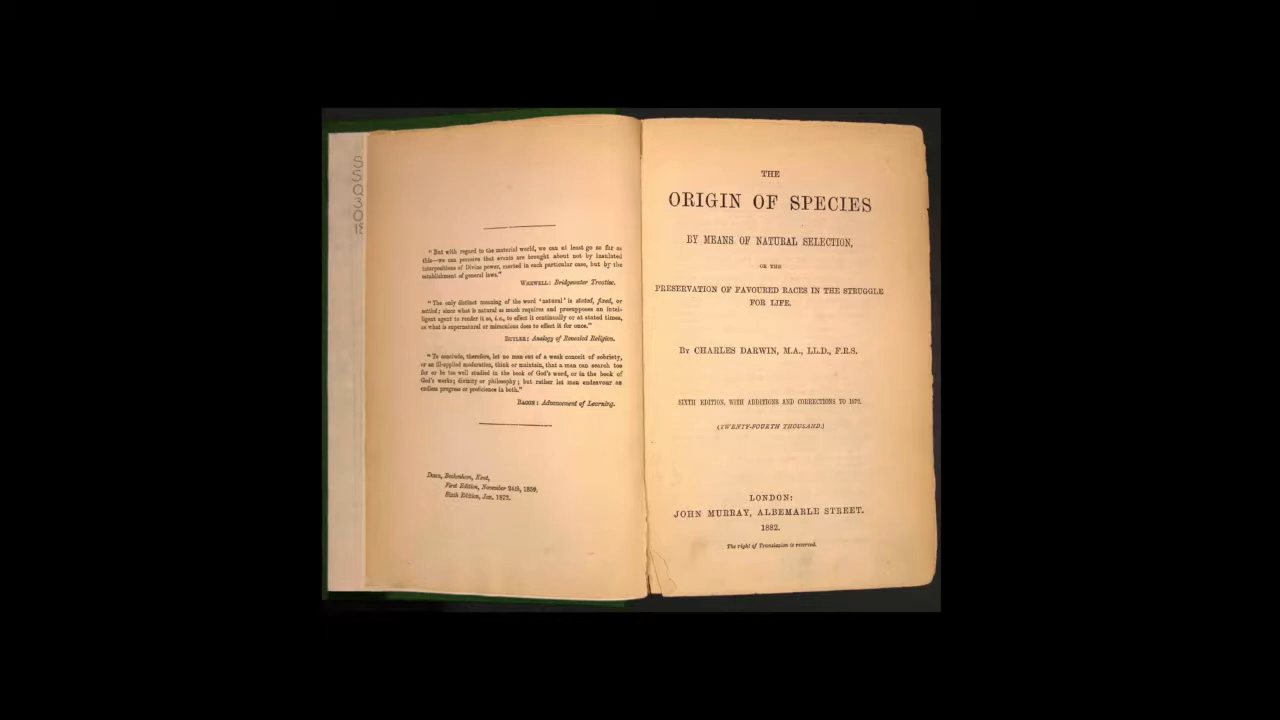 S
S
Q
3
0
18
"But with regard to the material world, we can at least go so far as
this—we can perceive that events are brought about not by insulated
interpositions of Divine power, exerted in each particular case, but by the
establishment of general laws."
WHEWELL: Bridgewater Treatise.
"The only distinct meaning of the word 'natural' is stated, fixed, or
settled; since what is natural as much requires and presupposes an intel-
ligent agent to render it so, i.e., to effect it continually or at stated times,
as what is supernatural or miraculous does to effect it for once."
BUTLER: Analogy of Revealed Religion.
"To conclude, therefore, let no man out of a weak conceit of sobriety,
or an ill-applied moderation, think or maintain, that a man can search too
far or be too well studied in the book of God's word, or in the book of
God's works; divinity or philosophy; but rather let men endeavour an
endless progress or proficience in both."
BACON: Advancement of Learning.
Down, Beckenham, Kent,
First Edition, November 24th, 1859.
Sixth Edition, Jan. 1872.
THE
ORIGIN OF SPECIES
BY MEANS OF NATURAL SELECTION,
OR THE
PRESERVATION OF FAVOURED RACES IN THE STRUGGLE
FOR LIFE.
BY CHARLES DARWIN, M.A., LL.D., F.R.S.
SIXTH EDITION, WITH ADDITIONS AND CORRECTIONS TO 1872.
(TWENTY-FOURTH THOUSAND.)
LONDON:
JOHN MURRAY, ALBEMARLE STREET.
1882.
The right of Translation is reserved.